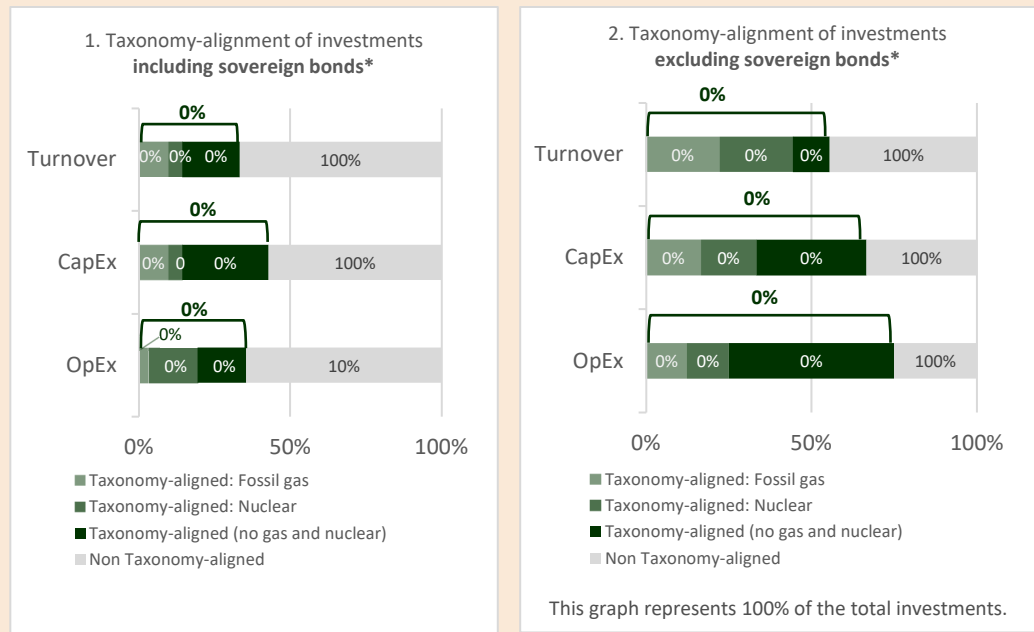 1. Taxonomy-alignment of investments
including sovereign bonds*
0%
Turnover
0%
0%
0%
100%
0%
CapEx
0%
0
0%
100%
0%
0%
OpEx
0%
0%
10%
0%
50%
100%
Taxonomy-aligned: Fossil gas
Taxonomy-aligned: Nuclear
Taxonomy-aligned (no gas and nuclear)
Non Taxonomy-aligned
2. Taxonomy-alignment of investments
excluding sovereign bonds*
0%
Turnover
0%
0%
0%
100%
0%
CapEx
0%
0%
0%
100%
0%
OpEx
0%
0%
0%
100%
0%
50%
100%
Taxonomy-aligned: Fossil gas
Taxonomy-aligned: Nuclear
Taxonomy-aligned (no gas and nuclear)
Non Taxonomy-aligned
This graph represents 100% of the total investments.